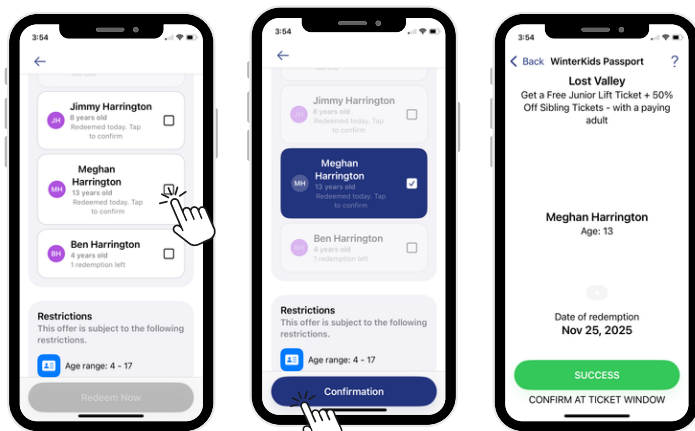 3:54
Jimmy Harrington
JH
8 years old
Redeemed today. Tap
to confirm
Meghan
Harrington
MH
13 years old
Redeemed today. Tap
to confirm
Ben Harrington
BH
4 years old
1 redemption left
Restrictions
This offer is subject to the following
restrictions.
Age range: 4 - 17
Redeem Now
3:54
Jimmy Harrington
JH
8 years old
Redeemed today. Tap
to confirm
Meghan
Harrington
MH
13 years old
Redeemed today. Tap
to confirm
Ben Harrington
BH
4 years old
1 redemption left
Restrictions
This offer is subject to the following
restrictions.
Age range: 4 - 17
Confirmation
3:54
Back WinterKids Passport ?
Lost Valley
Get a Free Junior Lift Ticket + 50%
Off Sibling Tickets - with a paying
adult
Meghan Harrington
Age: 13
Date of redemption
Nov 25, 2025
SUCCESS
CONFIRM AT TICKET WINDOW